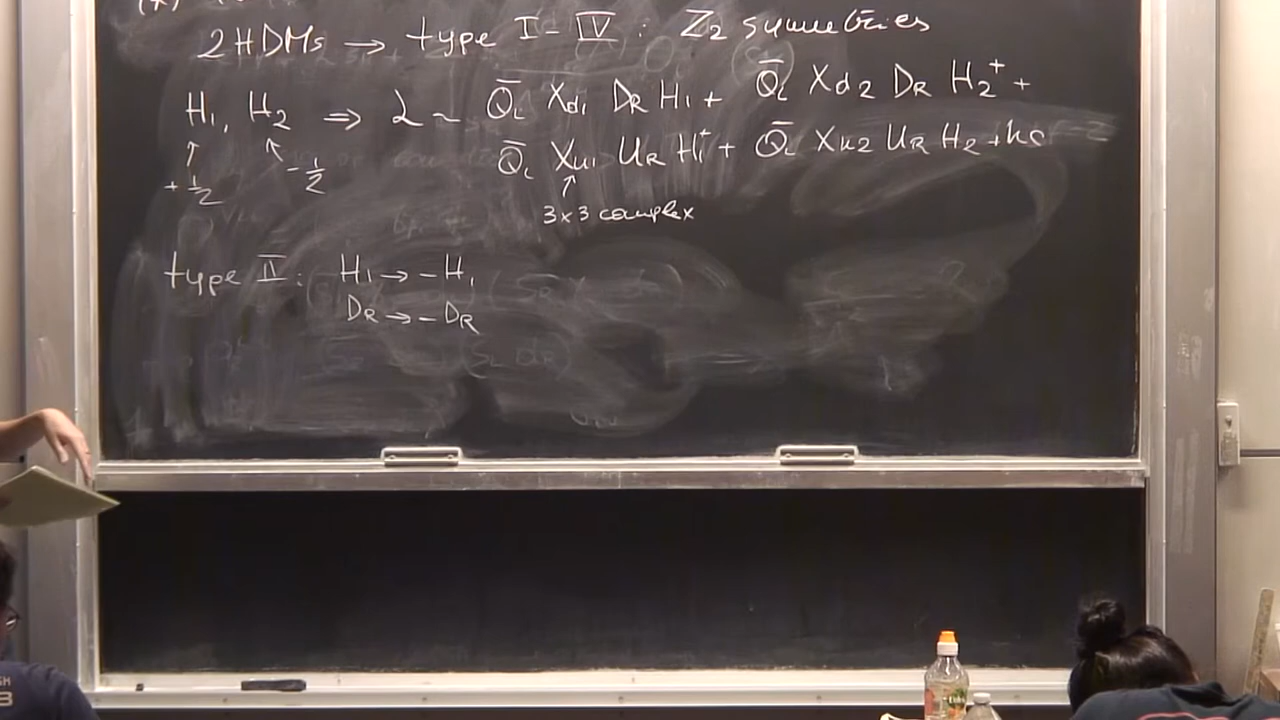 2HDMs → type I-IV : Z2 symmetries
H1, H2 ⇒ L ~ Q̄L Xd1 DR H1 + Q̄L Xd2 DR H2⁺ +
Q̄L Xu1 UR H1⁺ + Q̄L Xu2 UR H2 + hc
+1/2 -1/2
3x3 complex
type II: H1 → -H1
DR → -DR